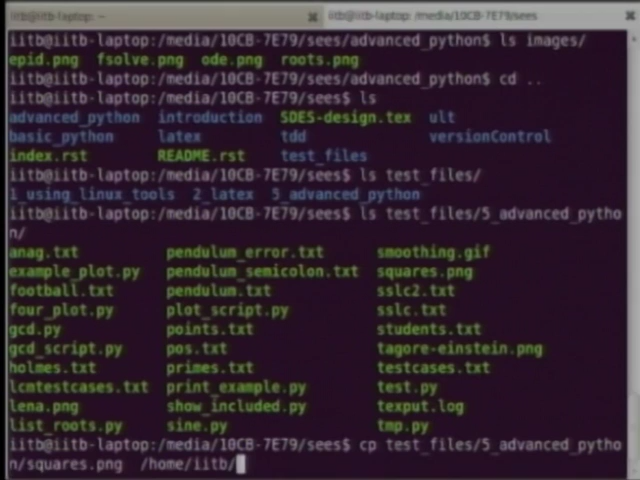 iitb@iitb-laptop: ~ iitb@iitb-laptop: /media/10CB-7E79/sees
iitb@iitb-laptop:/media/10CB-7E79/sees/advanced_python$ ls images/
epid.png fsolve.png ode.png roots.png
iitb@iitb-laptop:/media/10CB-7E79/sees/advanced_python$ cd ..
iitb@iitb-laptop:/media/10CB-7E79/sees$ ls
advanced_python introduction SDES-design.tex ult
basic_python latex tdd versionControl
index.rst README.rst test_files
iitb@iitb-laptop:/media/10CB-7E79/sees$ ls test_files/
1_using_linux_tools 2_latex 5_advanced_python
iitb@iitb-laptop:/media/10CB-7E79/sees$ ls test_files/5_advanced_pytho
n/
anag.txt pendulum_error.txt smoothing.gif
example_plot.py pendulum_semicolon.txt squares.png
football.txt pendulum.txt sslc2.txt
four_plot.py plot_script.py sslc.txt
gcd.py points.txt students.txt
gcd_script.py pos.txt tagore-einstein.png
holmes.txt primes.txt testcases.txt
lcmtestcases.txt print_example.py test.py
lena.png show_included.py texput.log
list_roots.py sine.py tmp.py
iitb@iitb-laptop:/media/10CB-7E79/sees$ cp test_files/5_advanced_pytho
n/squares.png /home/iitb/